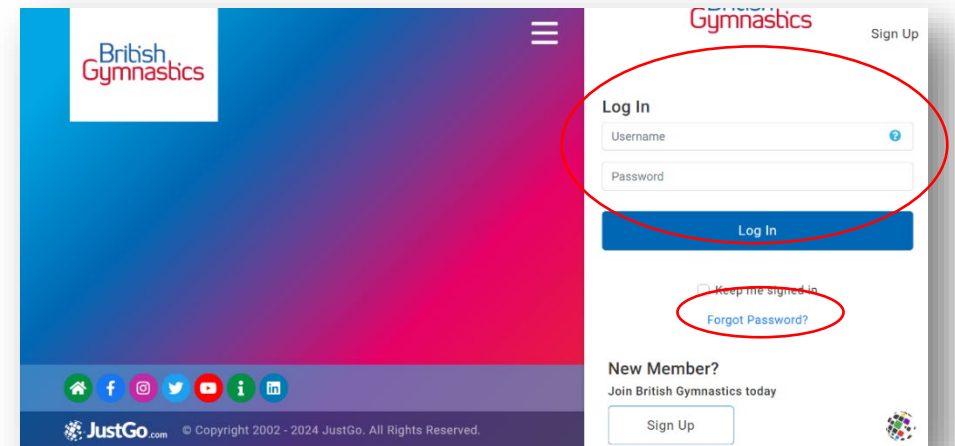 British
Gymnastics
British
Gymnastics
Sign Up
Log In
Username
?
Password
Log In
Keep me signed in
Forgot Password?
New Member?
Join British Gymnastics today
Sign Up
JustGo.com © Copyright 2002 - 2024 JustGo. All Rights Reserved.